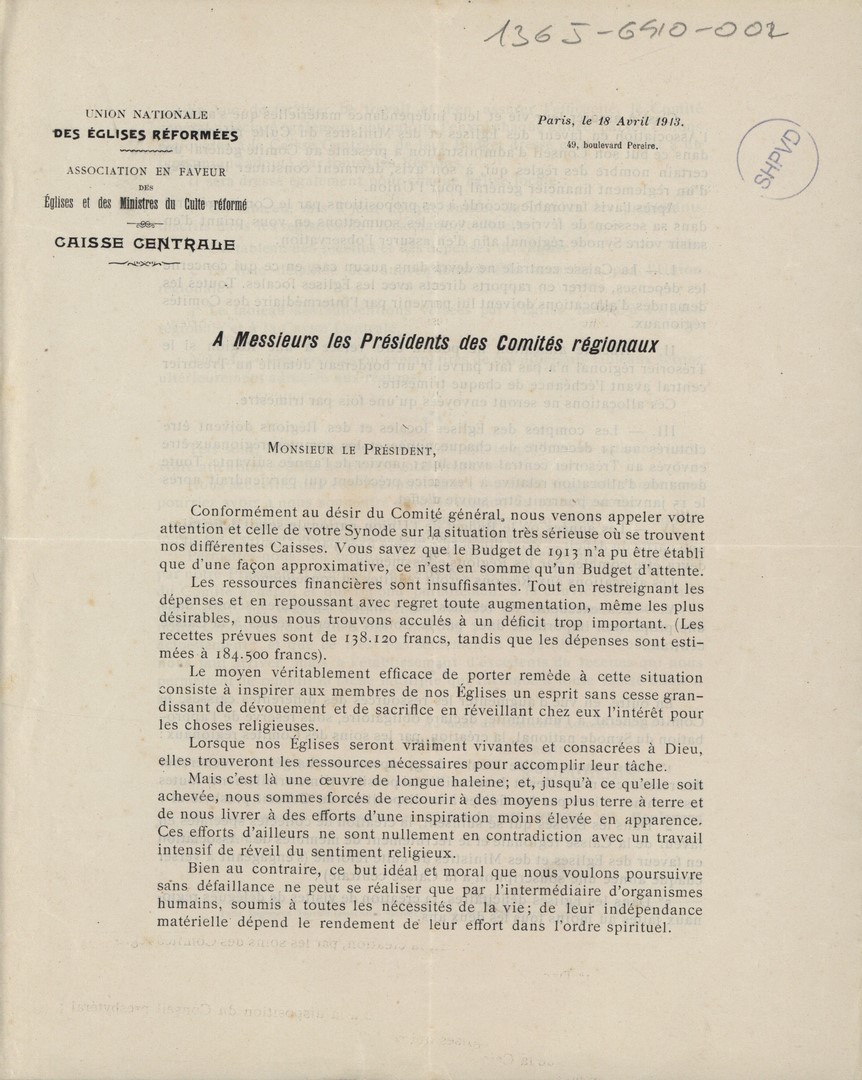 1365-6510-002
UNION NATIONALE
DES ÉGLISES RÉFORMÉES
ASSOCIATION EN FAVEUR
DES
Églises et des Ministres du Culte réformé
CAISSE CENTRALE
Paris, le 18 Avril 1913.
49, boulevard Pereire.
SHPVD
A Messieurs les Présidents des Comités régionaux
MONSIEUR LE PRÉSIDENT,
Conformément au désir du Comité général, nous venons appeler votre
attention et celle de votre Synode sur la situation très sérieuse où se trouvent
nos différentes Caisses. Vous savez que le Budget de 1913 n'a pu être établi
que d'une façon approximative, ce n'est en somme qu'un Budget d'attente.
Les ressources financières sont insuffisantes. Tout en restreignant les
dépenses et en repoussant avec regret toute augmentation, même les plus
désirables, nous nous trouvons acculés à un déficit trop important. (Les
recettes prévues sont de 138.120 francs, tandis que les dépenses sont esti-
mées à 184.500 francs).
Le moyen véritablement efficace de porter remède à cette situation
consiste à inspirer aux membres de nos Églises un esprit sans cesse gran-
dissant de dévouement et de sacrifice en réveillant chez eux l'intérêt pour
les choses religieuses.
Lorsque nos Églises seront vraiment vivantes et consacrées à Dieu,
elles trouveront les ressources nécessaires pour accomplir leur tâche.
Mais c'est là une œuvre de longue haleine; et, jusqu'à ce qu'elle soit
achevée, nous sommes forcés de recourir à des moyens plus terre à terre et
de nous livrer à des efforts d'une inspiration moins élevée en apparence.
Ces efforts d'ailleurs ne sont nullement en contradiction avec un travail
intensif de réveil du sentiment religieux.
Bien au contraire, ce but idéal et moral que nous voulons poursuivre
sans défaillance ne peut se réaliser que par l'intermédiaire d'organismes
humains, soumis à toutes les nécessités de la vie; de leur indépendance
matérielle dépend le rendement de leur effort dans l'ordre spirituel.